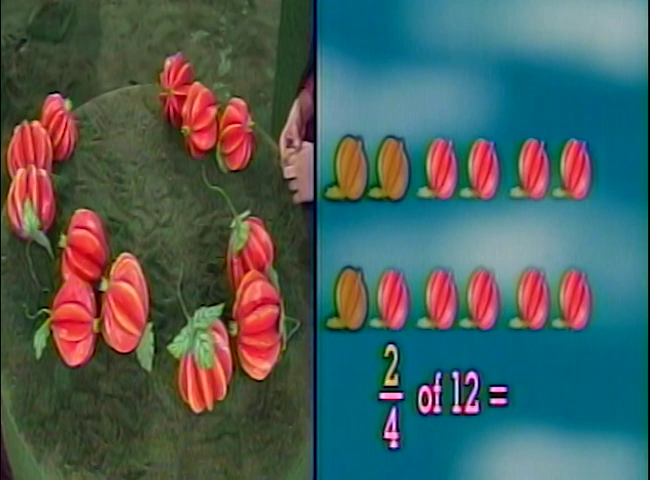 2/4 of 12 =